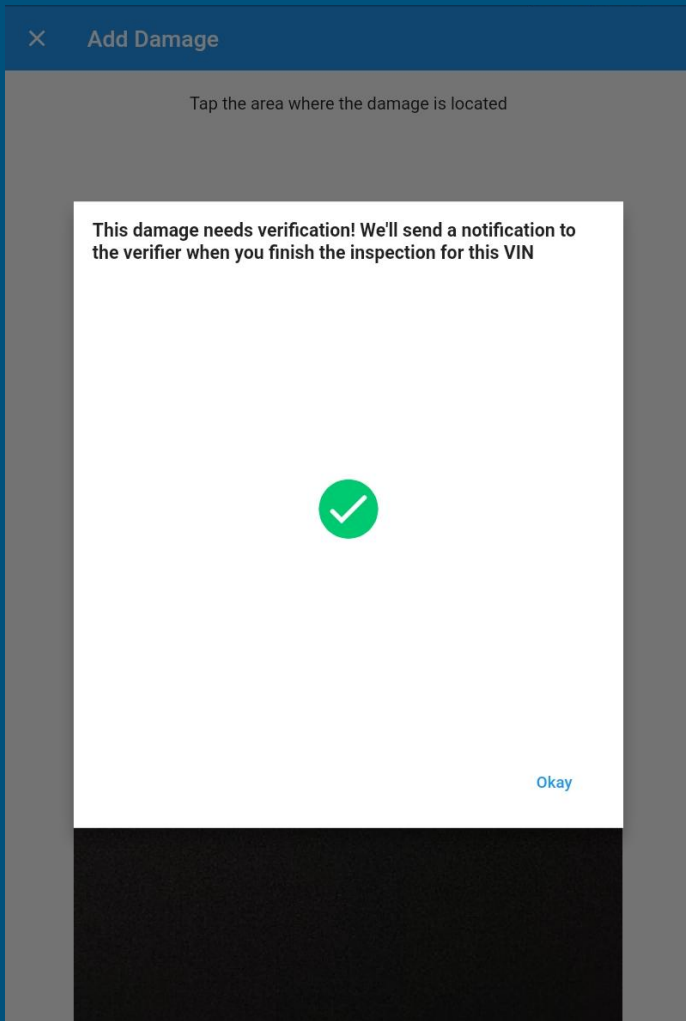 Add Damage
Tap the area where the damage is located
This damage needs verification! We'll send a notification to
the verifier when you finish the inspection for this VIN
Okay